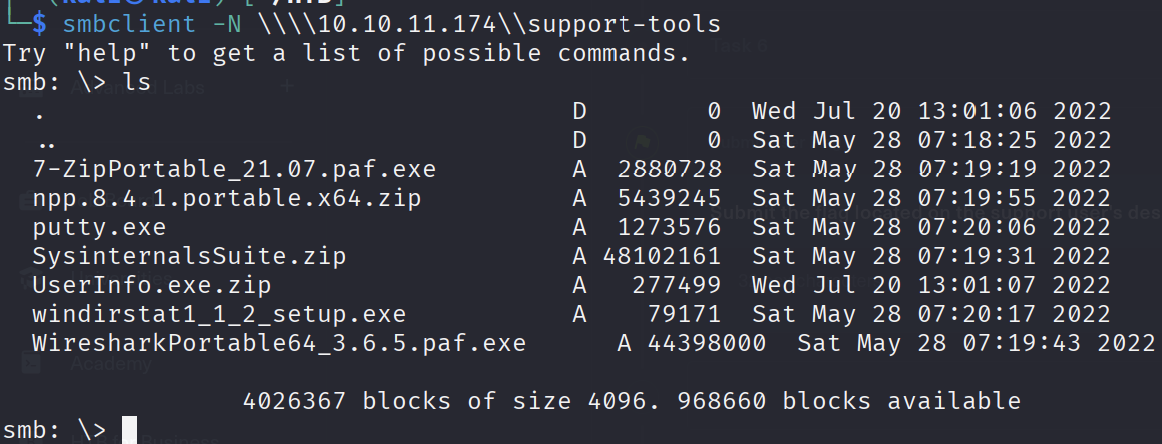 └─$ smbclient -N \\\\10.10.11.174\\support-tools
Try "help" to get a list of possible commands.
smb: \> ls
  .                                   D        0  Wed Jul 20 13:01:06 2022
  ..                                  D        0  Sat May 28 07:18:25 2022
  7-ZipPortable_21.07.paf.exe         A  2880728  Sat May 28 07:19:19 2022
  npp.8.4.1.portable.x64.zip          A  5439245  Sat May 28 07:19:55 2022
  putty.exe                           A  1273576  Sat May 28 07:20:06 2022
  SysinternalsSuite.zip               A 48102161  Sat May 28 07:19:31 2022
  UserInfo.exe.zip                    A   277499  Wed Jul 20 13:01:07 2022
  windirstat1_1_2_setup.exe           A    79171  Sat May 28 07:20:17 2022
  WiresharkPortable64_3.6.5.paf.exe      A 44398000  Sat May 28 07:19:43 2022
                4026367 blocks of size 4096. 968660 blocks available
smb: \>